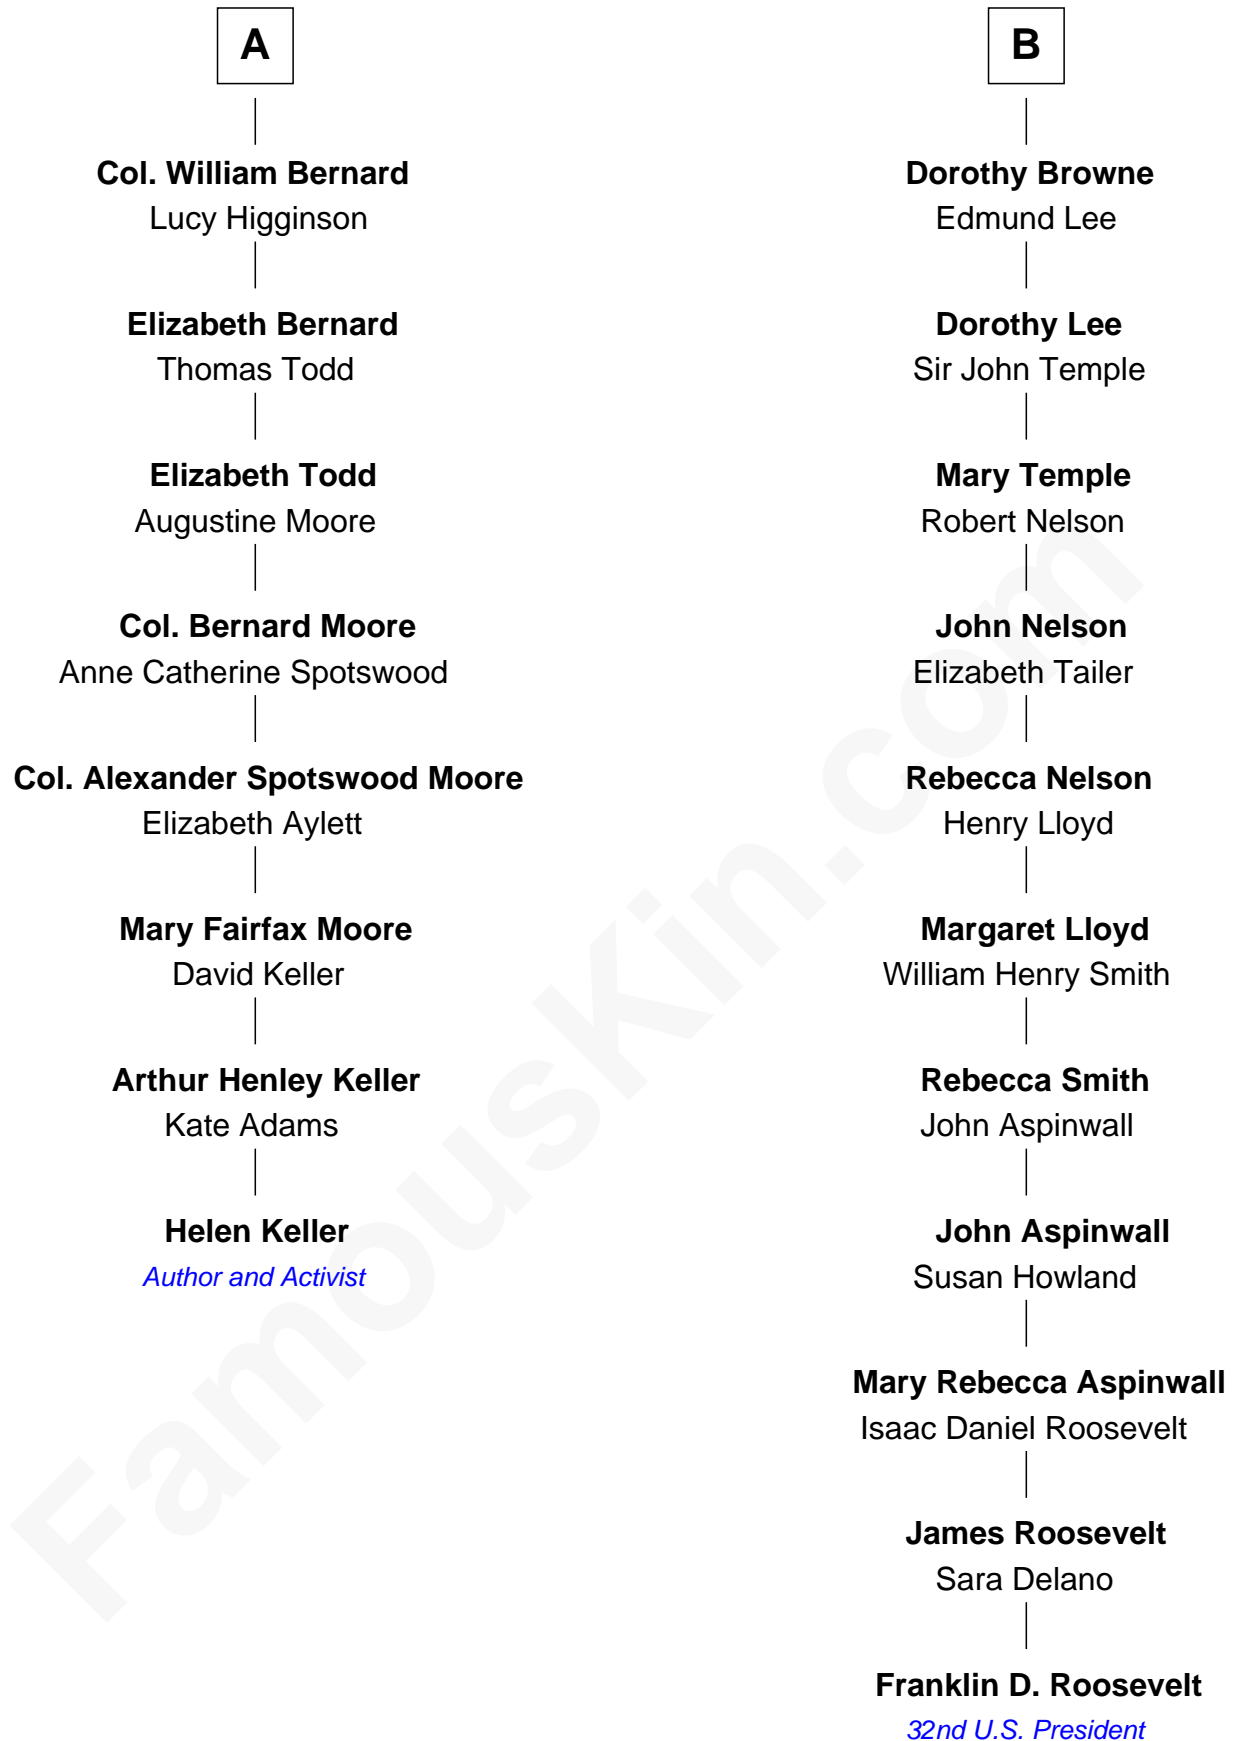 A
Col. William Bernard
Lucy Higginson
Elizabeth Bernard
Thomas Todd
Elizabeth Todd
Augustine Moore
Col. Bernard Moore
Anne Catherine Spotswood
Col. Alexander Spotswood Moore
Elizabeth Aylett
Mary Fairfax Moore
David Keller
Arthur Henley Keller
Kate Adams
Helen Keller
Author and Activist
B
Dorothy Browne
Edmund Lee
Dorothy Lee
Sir John Temple
Mary Temple
Robert Nelson
John Nelson
Elizabeth Tailer
Rebecca Nelson
Henry Lloyd
Margaret Lloyd
William Henry Smith
Rebecca Smith
John Aspinwall
John Aspinwall
Susan Howland
Mary Rebecca Aspinwall
Isaac Daniel Roosevelt
James Roosevelt
Sara Delano
Franklin D. Roosevelt
32nd U.S. President
FamousKin.com